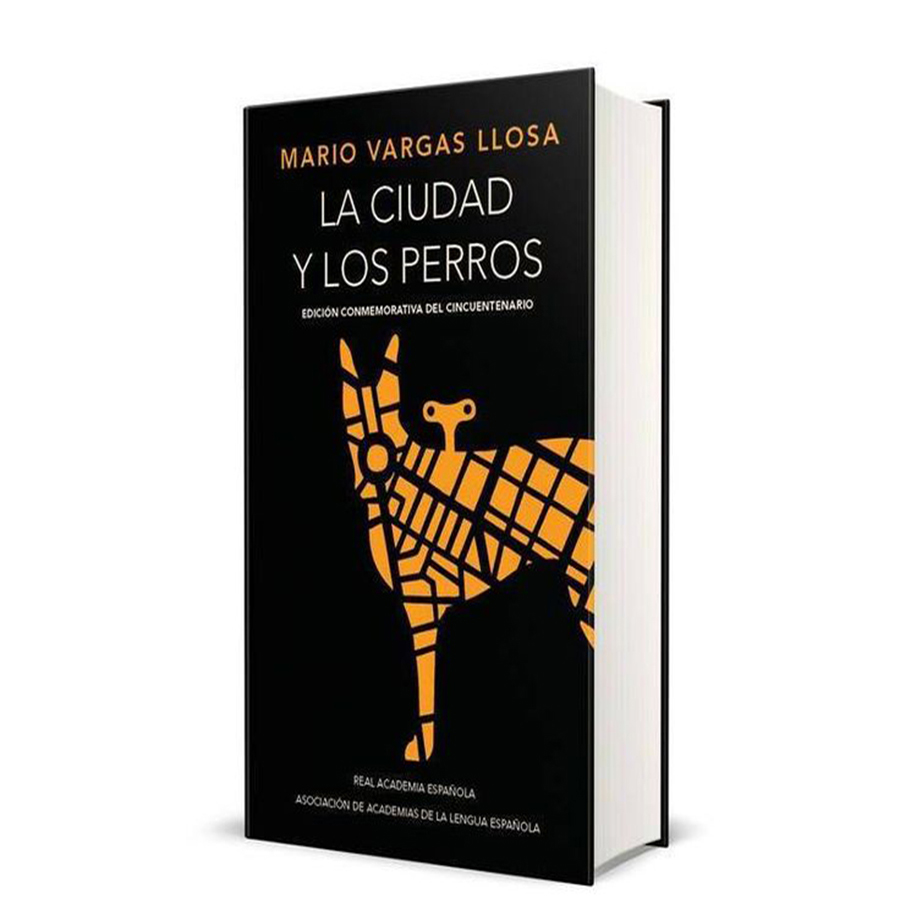 MARIO VARGAS LLOSA
LA CIUDAD
Y LOS PERROS
EDICIÓN CONMEMORATIVA DEL CINCUENTENARIO
REAL ACADEMIA ESPAÑOLA
ASOCIACIÓN DE ACADEMIAS DE LA LENGUA ESPAÑOLA